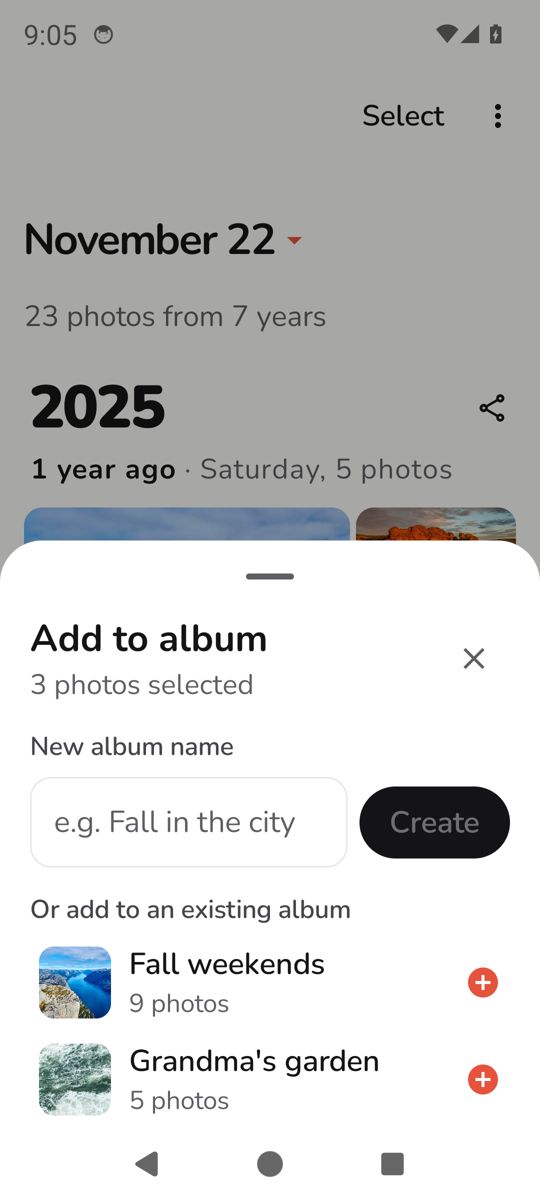 9:05
Select
November 22
23 photos from 7 years
2025
1 year ago · Saturday, 5 photos
Add to album
3 photos selected
New album name
e.g. Fall in the city
Create
Or add to an existing album
Fall weekends
9 photos
Grandma's garden
5 photos